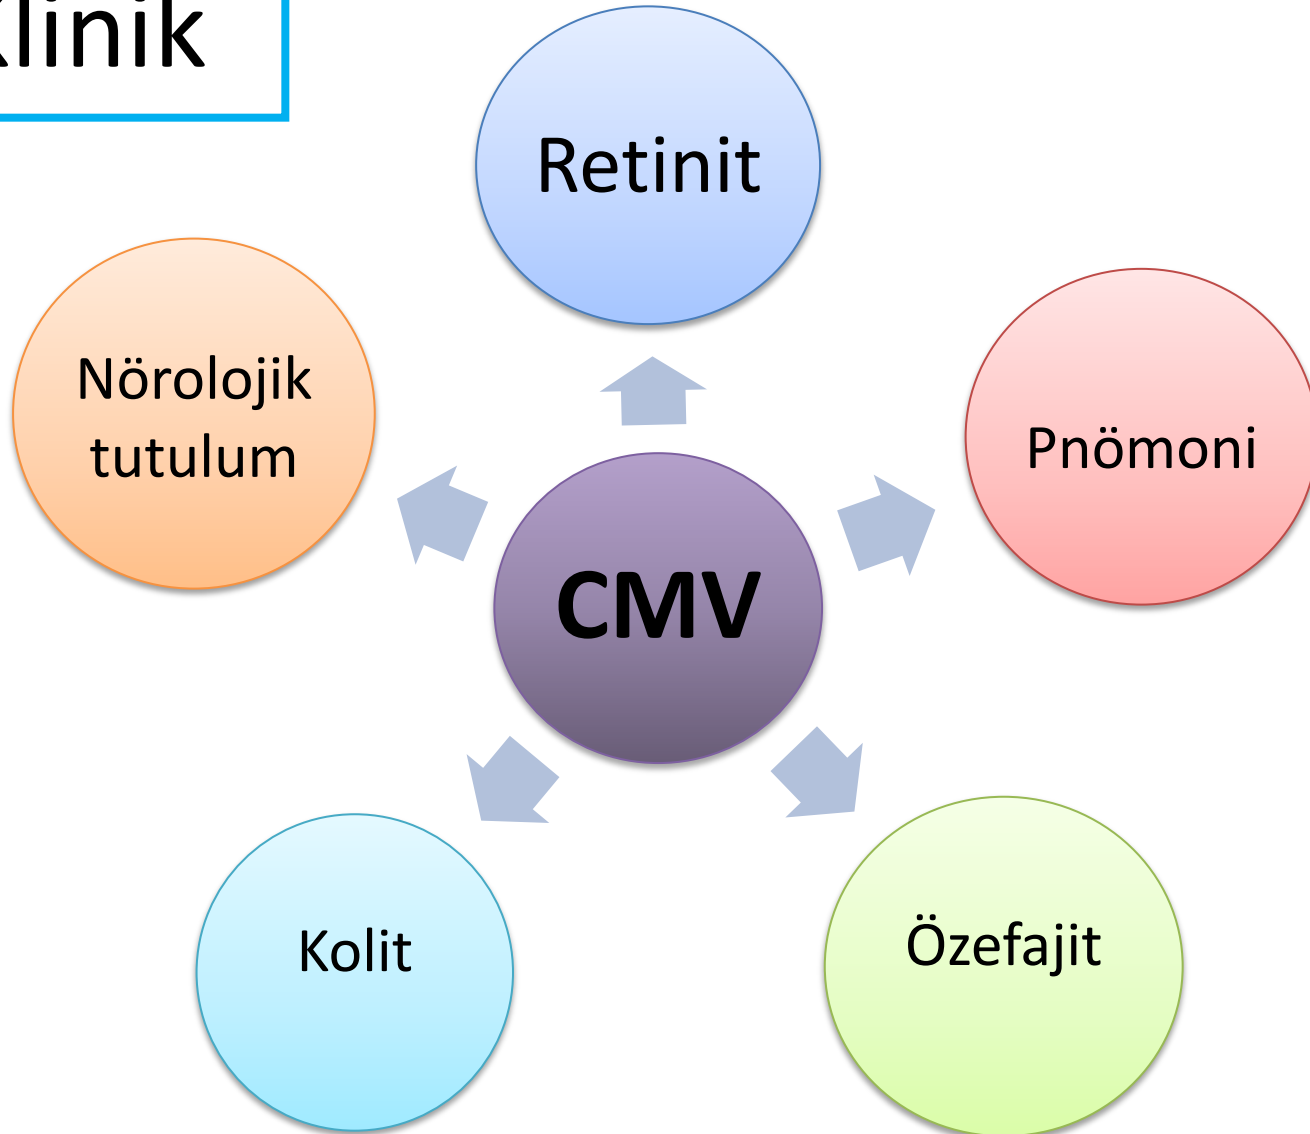 Klinik
Retinit
Nörolojik
tutulum
Pnömoni
CMV
Kolit
Özefajit